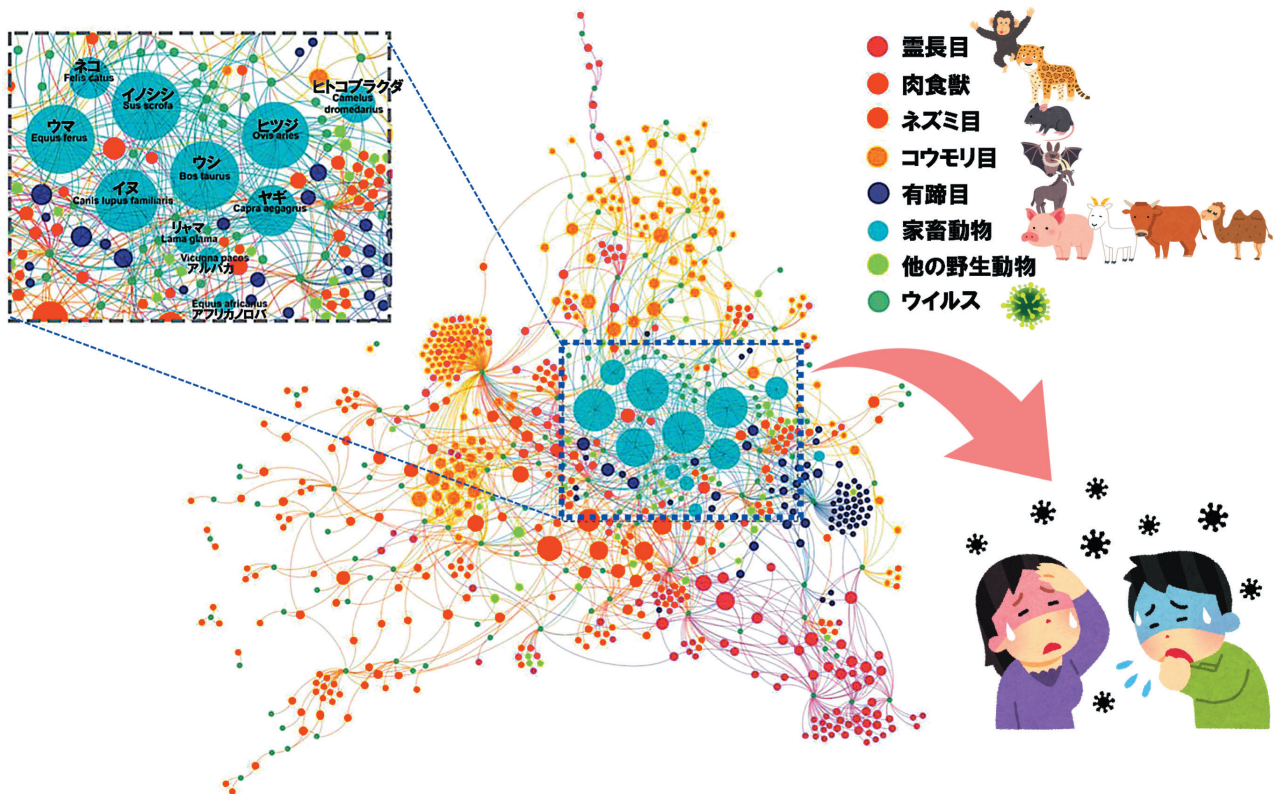 ネコ
Felis catus
イノシシ
Sus scrofa
ヒトコブラクダ
Camelus
dromedarius
ウマ
Equus ferus
ヒツジ
Ovis aries
ウシ
Bos taurus
イヌ
Canis lupus familiaris
ヤギ
Capra aegagrus
リャマ
Lama glama
Vicugna pacos
アルパカ
Equus africanus
アフリカノロバ
霊長目
肉食獣
ネズミ目
コウモリ目
有蹄目
家畜動物
他の野生動物
ウイルス